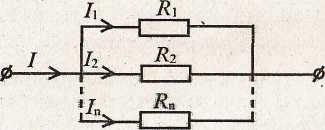 I₁ R₁
I I₂ R₂
Iₙ Rₙ